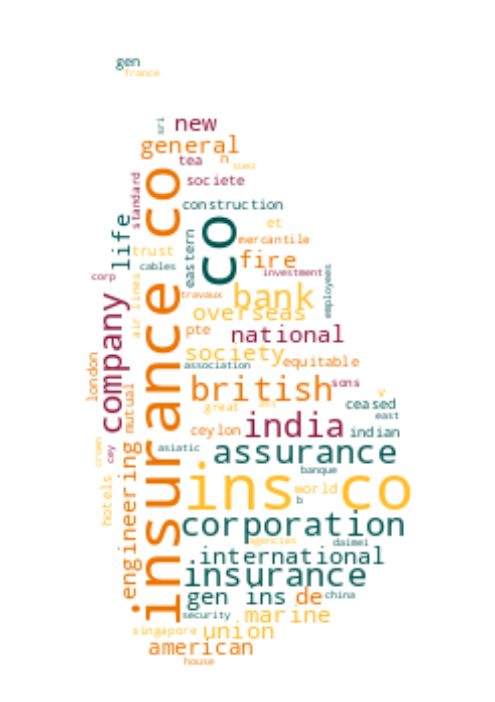 gen
france
sri
new
general
tea
n
suez
societe
standard
construction
life
co
insurance co
et
mercantile
eastern
fire
trust
cables
corp
investment
employees
air lines
travaux
bank
overseas
company
pte
national
society
association
equitable
london
mutual
british
sons
v
great
ceased
east
ceylon
india
indian
crown
cey
asiatic
assurance
banque
engineering
hotels
ins co
world
b
corporation
agencies
daimei
international
insurance
gen ins
de
china
security
marine
singapore
union
american
house